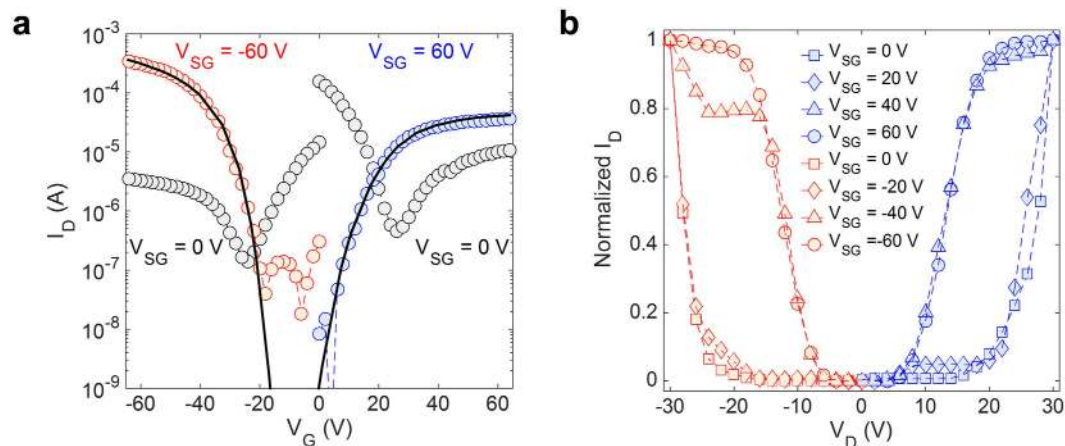 a
V_SG = -60 V
V_SG = 60 V
V_SG = 0 V
V_SG = 0 V
10^-3
10^-4
10^-5
10^-6
10^-7
10^-8
10^-9
I_D (A)
-60
-40
-20
0
20
40
60
V_G (V)
b
V_SG = 0 V
V_SG = 20 V
V_SG = 40 V
V_SG = 60 V
V_SG = 0 V
V_SG = -20 V
V_SG = -40 V
V_SG =-60 V
1
0.8
0.6
0.4
0.2
0
Normalized I_D
-30
-20
-10
0
10
20
30
V_D (V)